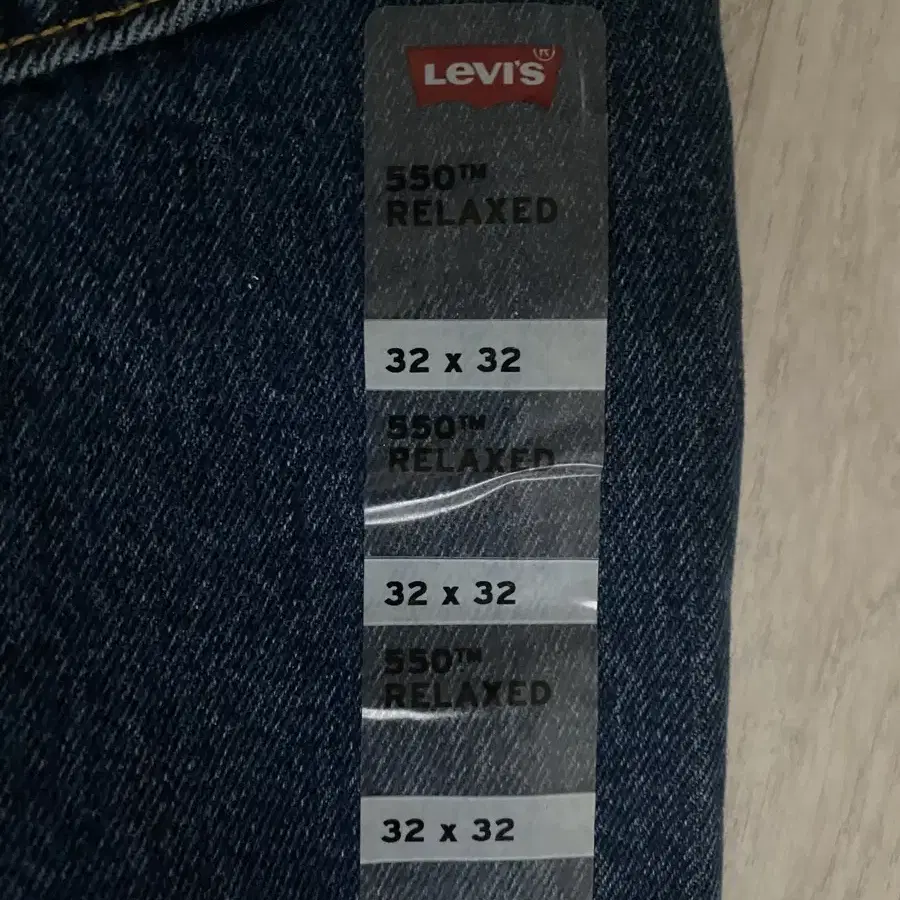 Levi's®
550™
RELAXED
32 x 32
550™
RELAXED
32 x 32
550™
RELAXED
32 x 32